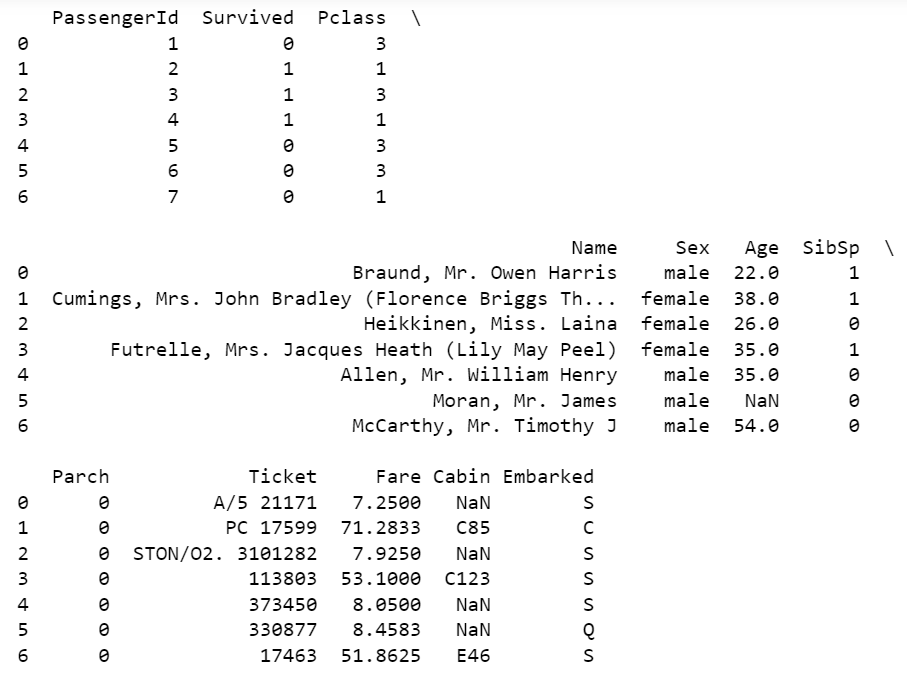 PassengerId  Survived  Pclass  \
0            1         0       3
1            2         1       1
2            3         1       3
3            4         1       1
4            5         0       3
5            6         0       3
6            7         0       1

                                                Name     Sex   Age  SibSp  \
0                            Braund, Mr. Owen Harris    male  22.0      1
1  Cumings, Mrs. John Bradley (Florence Briggs Th...  female  38.0      1
2                             Heikkinen, Miss. Laina  female  26.0      0
3       Futrelle, Mrs. Jacques Heath (Lily May Peel)  female  35.0      1
4                           Allen, Mr. William Henry    male  35.0      0
5                                   Moran, Mr. James    male   NaN      0
6                            McCarthy, Mr. Timothy J    male  54.0      0

   Parch            Ticket     Fare Cabin Embarked
0      0         A/5 21171   7.2500   NaN        S
1      0          PC 17599  71.2833   C85        C
2      0  STON/O2. 3101282   7.9250   NaN        S
3      0            113803  53.1000  C123        S
4      0            373450   8.0500   NaN        S
5      0            330877   8.4583   NaN        Q
6      0             17463  51.8625   E46        S